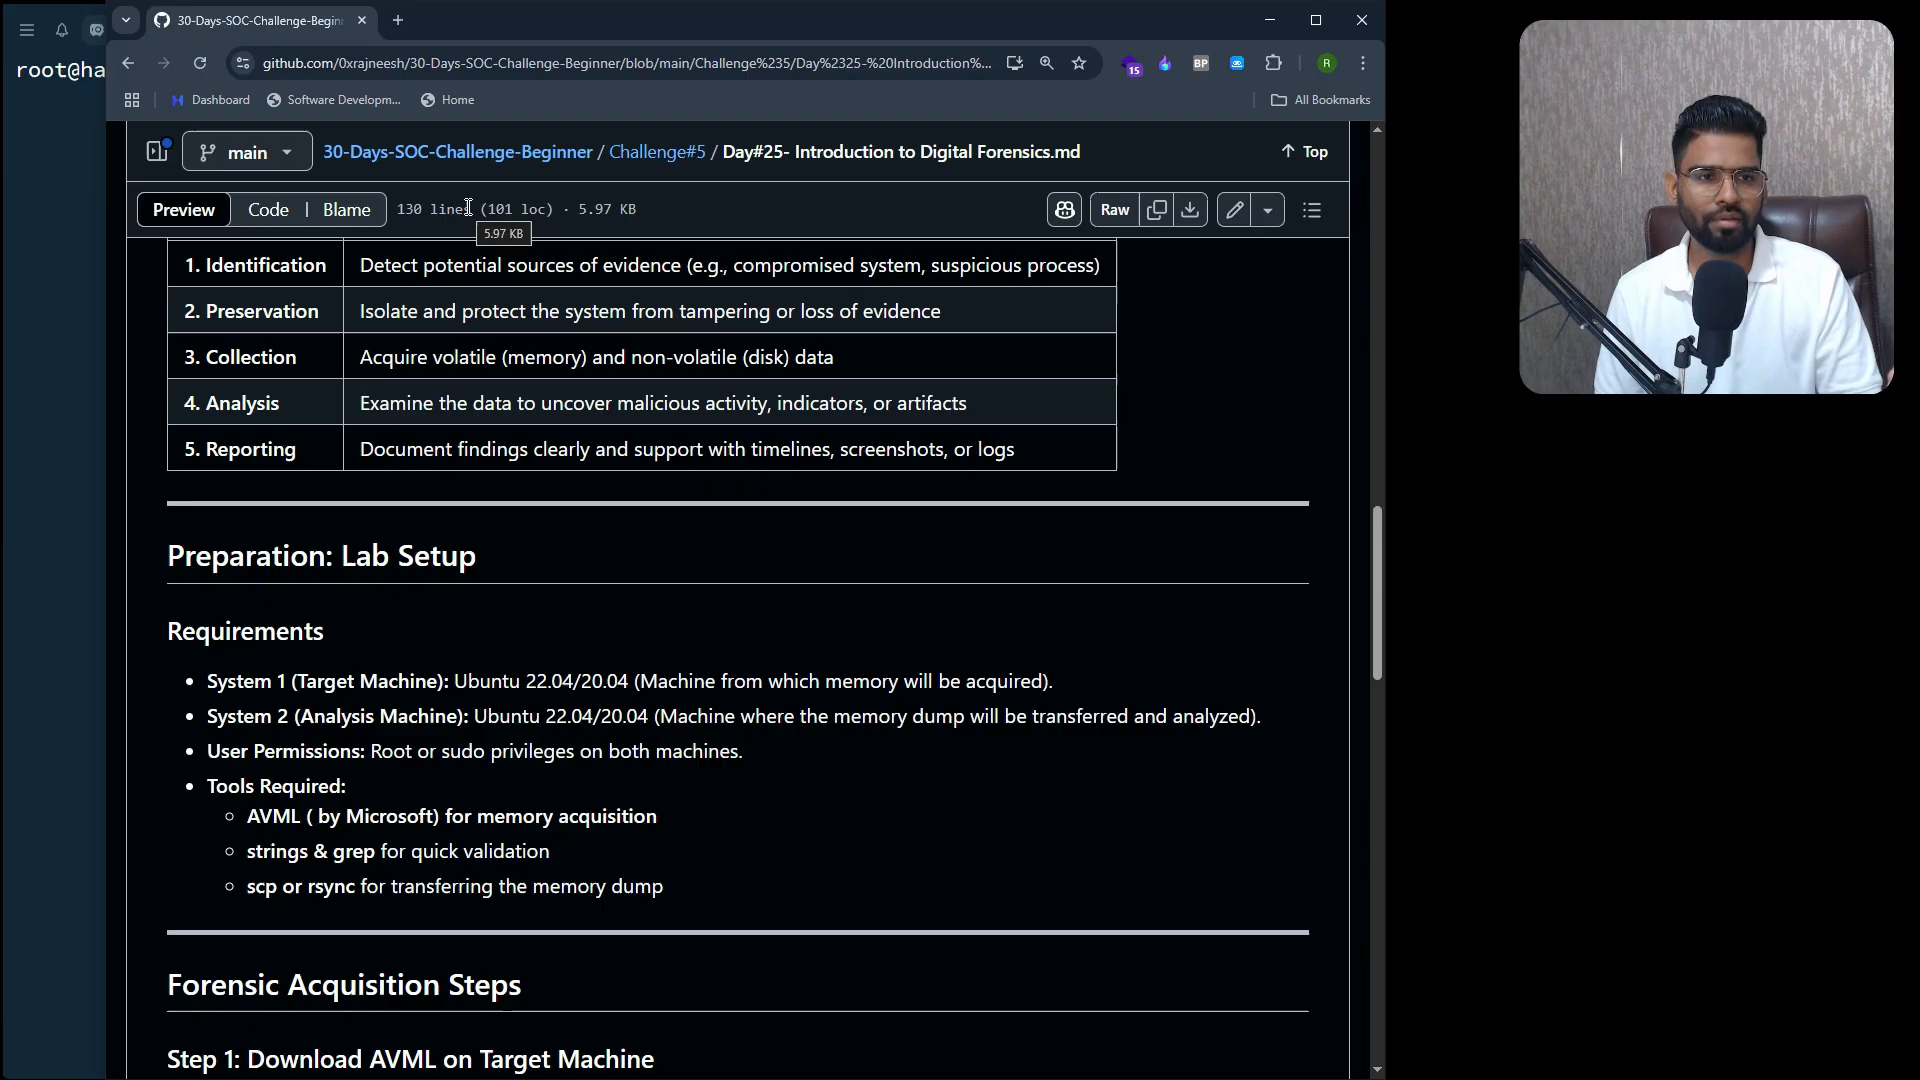 30-Days-SOC-Challenge-Begin
root@ha
github.com/0xrajneesh/30-Days-SOC-Challenge-Beginner/blob/main/Challenge%235/Day%2325-%20Introduction%...
15
BP
R
Dashboard
Software Developm...
Home
All Bookmarks
main
30-Days-SOC-Challenge-Beginner / Challenge#5 / Day#25- Introduction to Digital Forensics.md
Top
Preview
Code
Blame
130 lines (101 loc) · 5.97 KB
Raw
5.97 KB
1. Identification Detect potential sources of evidence (e.g., compromised system, suspicious process)
2. Preservation Isolate and protect the system from tampering or loss of evidence
3. Collection Acquire volatile (memory) and non-volatile (disk) data
4. Analysis Examine the data to uncover malicious activity, indicators, or artifacts
5. Reporting Document findings clearly and support with timelines, screenshots, or logs
Preparation: Lab Setup
Requirements
• System 1 (Target Machine): Ubuntu 22.04/20.04 (Machine from which memory will be acquired).
• System 2 (Analysis Machine): Ubuntu 22.04/20.04 (Machine where the memory dump will be transferred and analyzed).
• User Permissions: Root or sudo privileges on both machines.
• Tools Required:
○ AVML ( by Microsoft) for memory acquisition
○ strings & grep for quick validation
○ scp or rsync for transferring the memory dump
Forensic Acquisition Steps
Step 1: Download AVML on Target Machine